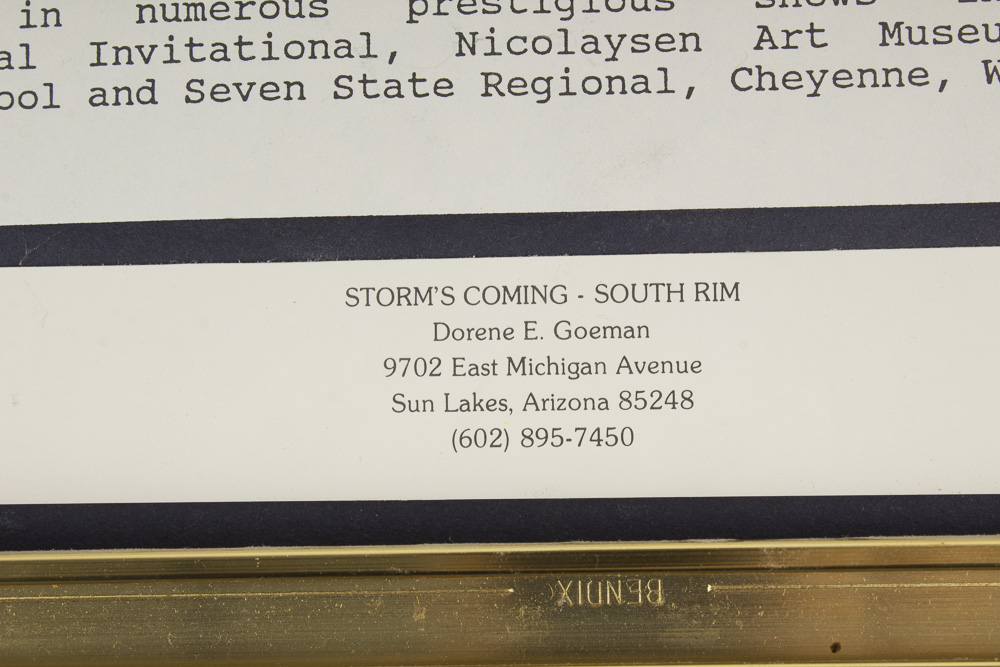 in numerous prestigious shows
al Invitational, Nicolaysen Art Museu
ool and Seven State Regional, Cheyenne, W
STORM'S COMING - SOUTH RIM
Dorene E. Goeman
9702 East Michigan Avenue
Sun Lakes, Arizona 85248
(602) 895-7450
BENDIX